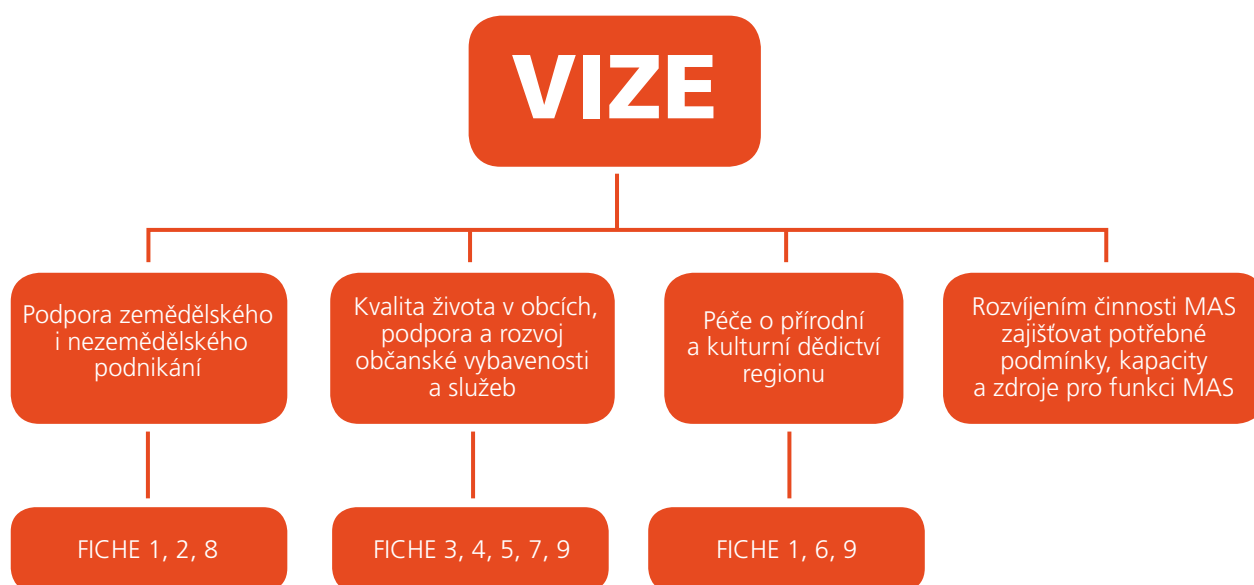 VIZE
Podpora zemědělského
i nezemědělského
podnikání
Kvalita života v obcích,
podpora a rozvoj
občanské vybavenosti
a služeb
Péče o přírodní
a kulturní dědictví
regionu
Rozvíjením činnosti MAS
zajišťovat potřebné
podmínky, kapacity
a zdroje pro funkci MAS
FICHE 1, 2, 8
FICHE 3, 4, 5, 7, 9
FICHE 1, 6, 9